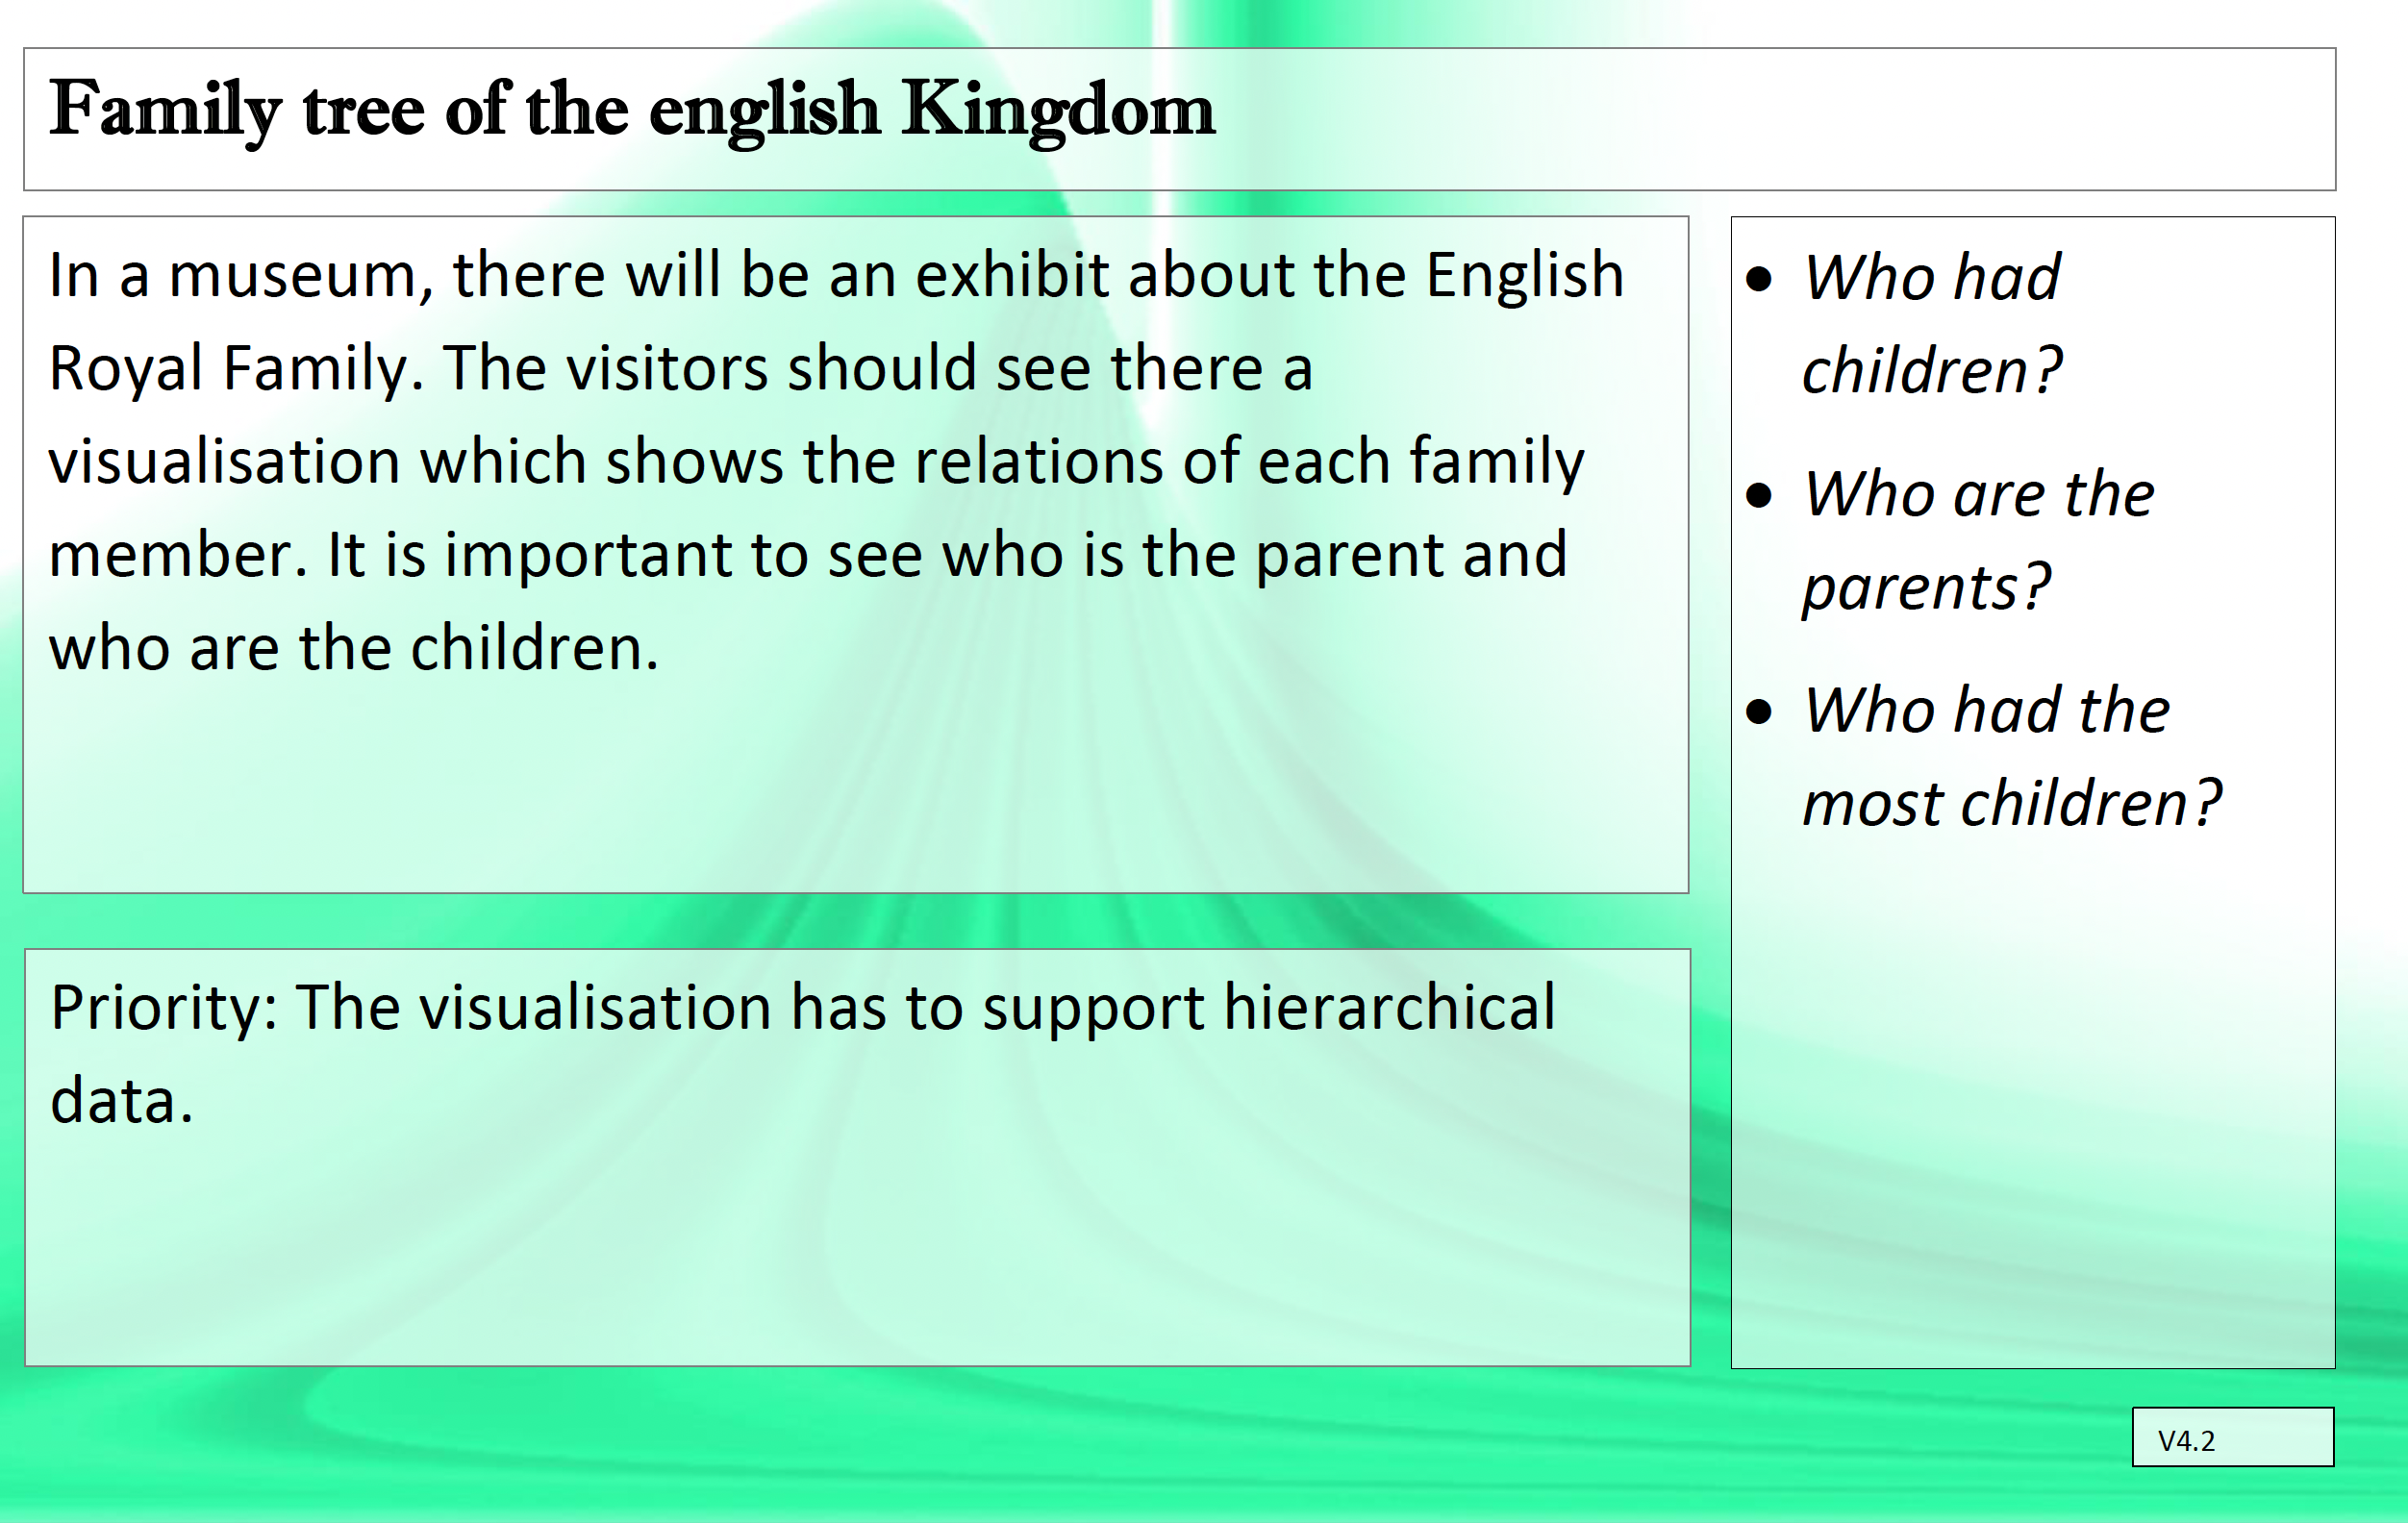 Family tree of the english Kingdom
In a museum, there will be an exhibit about the English
Royal Family. The visitors should see there a
visualisation which shows the relations of each family
member. It is important to see who is the parent and
who are the children.
• Who had
children?
• Who are the
parents?
• Who had the
most children?
Priority: The visualisation has to support hierarchical
data.
V4.2